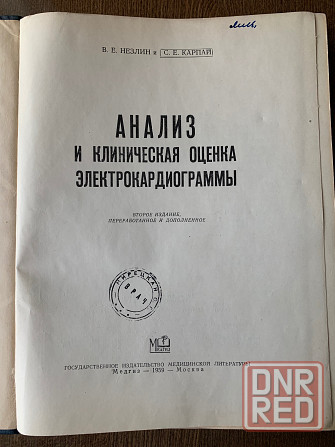 В. Е. НЕЗЛИН и С. Е. КАРПАЙ
АНАЛИЗ
И КЛИНИЧЕСКАЯ ОЦЕНКА
ЭЛЕКТРОКАРДИОГРАММЫ
ВТОРОЕ ИЗДАНИЕ,
ПЕРЕРАБОТАННОЕ И ДОПОЛНЕННОЕ
ВРАЧ
ГОСУДАРСТВЕННОЕ ИЗДАТЕЛЬСТВО МЕДИЦИНСКОЙ ЛИТЕРАТУРЫ
Медгиз — 1959 — Москва
DNR
RED